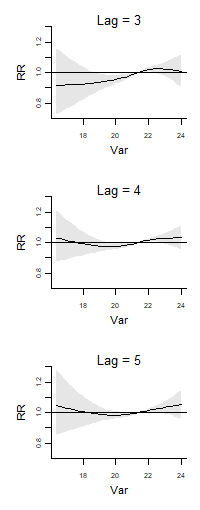 Lag = 3
1.2
1.0
0.8
RR
18 20 22 24
Var
Lag = 4
1.2
1.0
0.8
RR
18 20 22 24
Var
Lag = 5
1.2
1.0
0.8
RR
18 20 22 24
Var